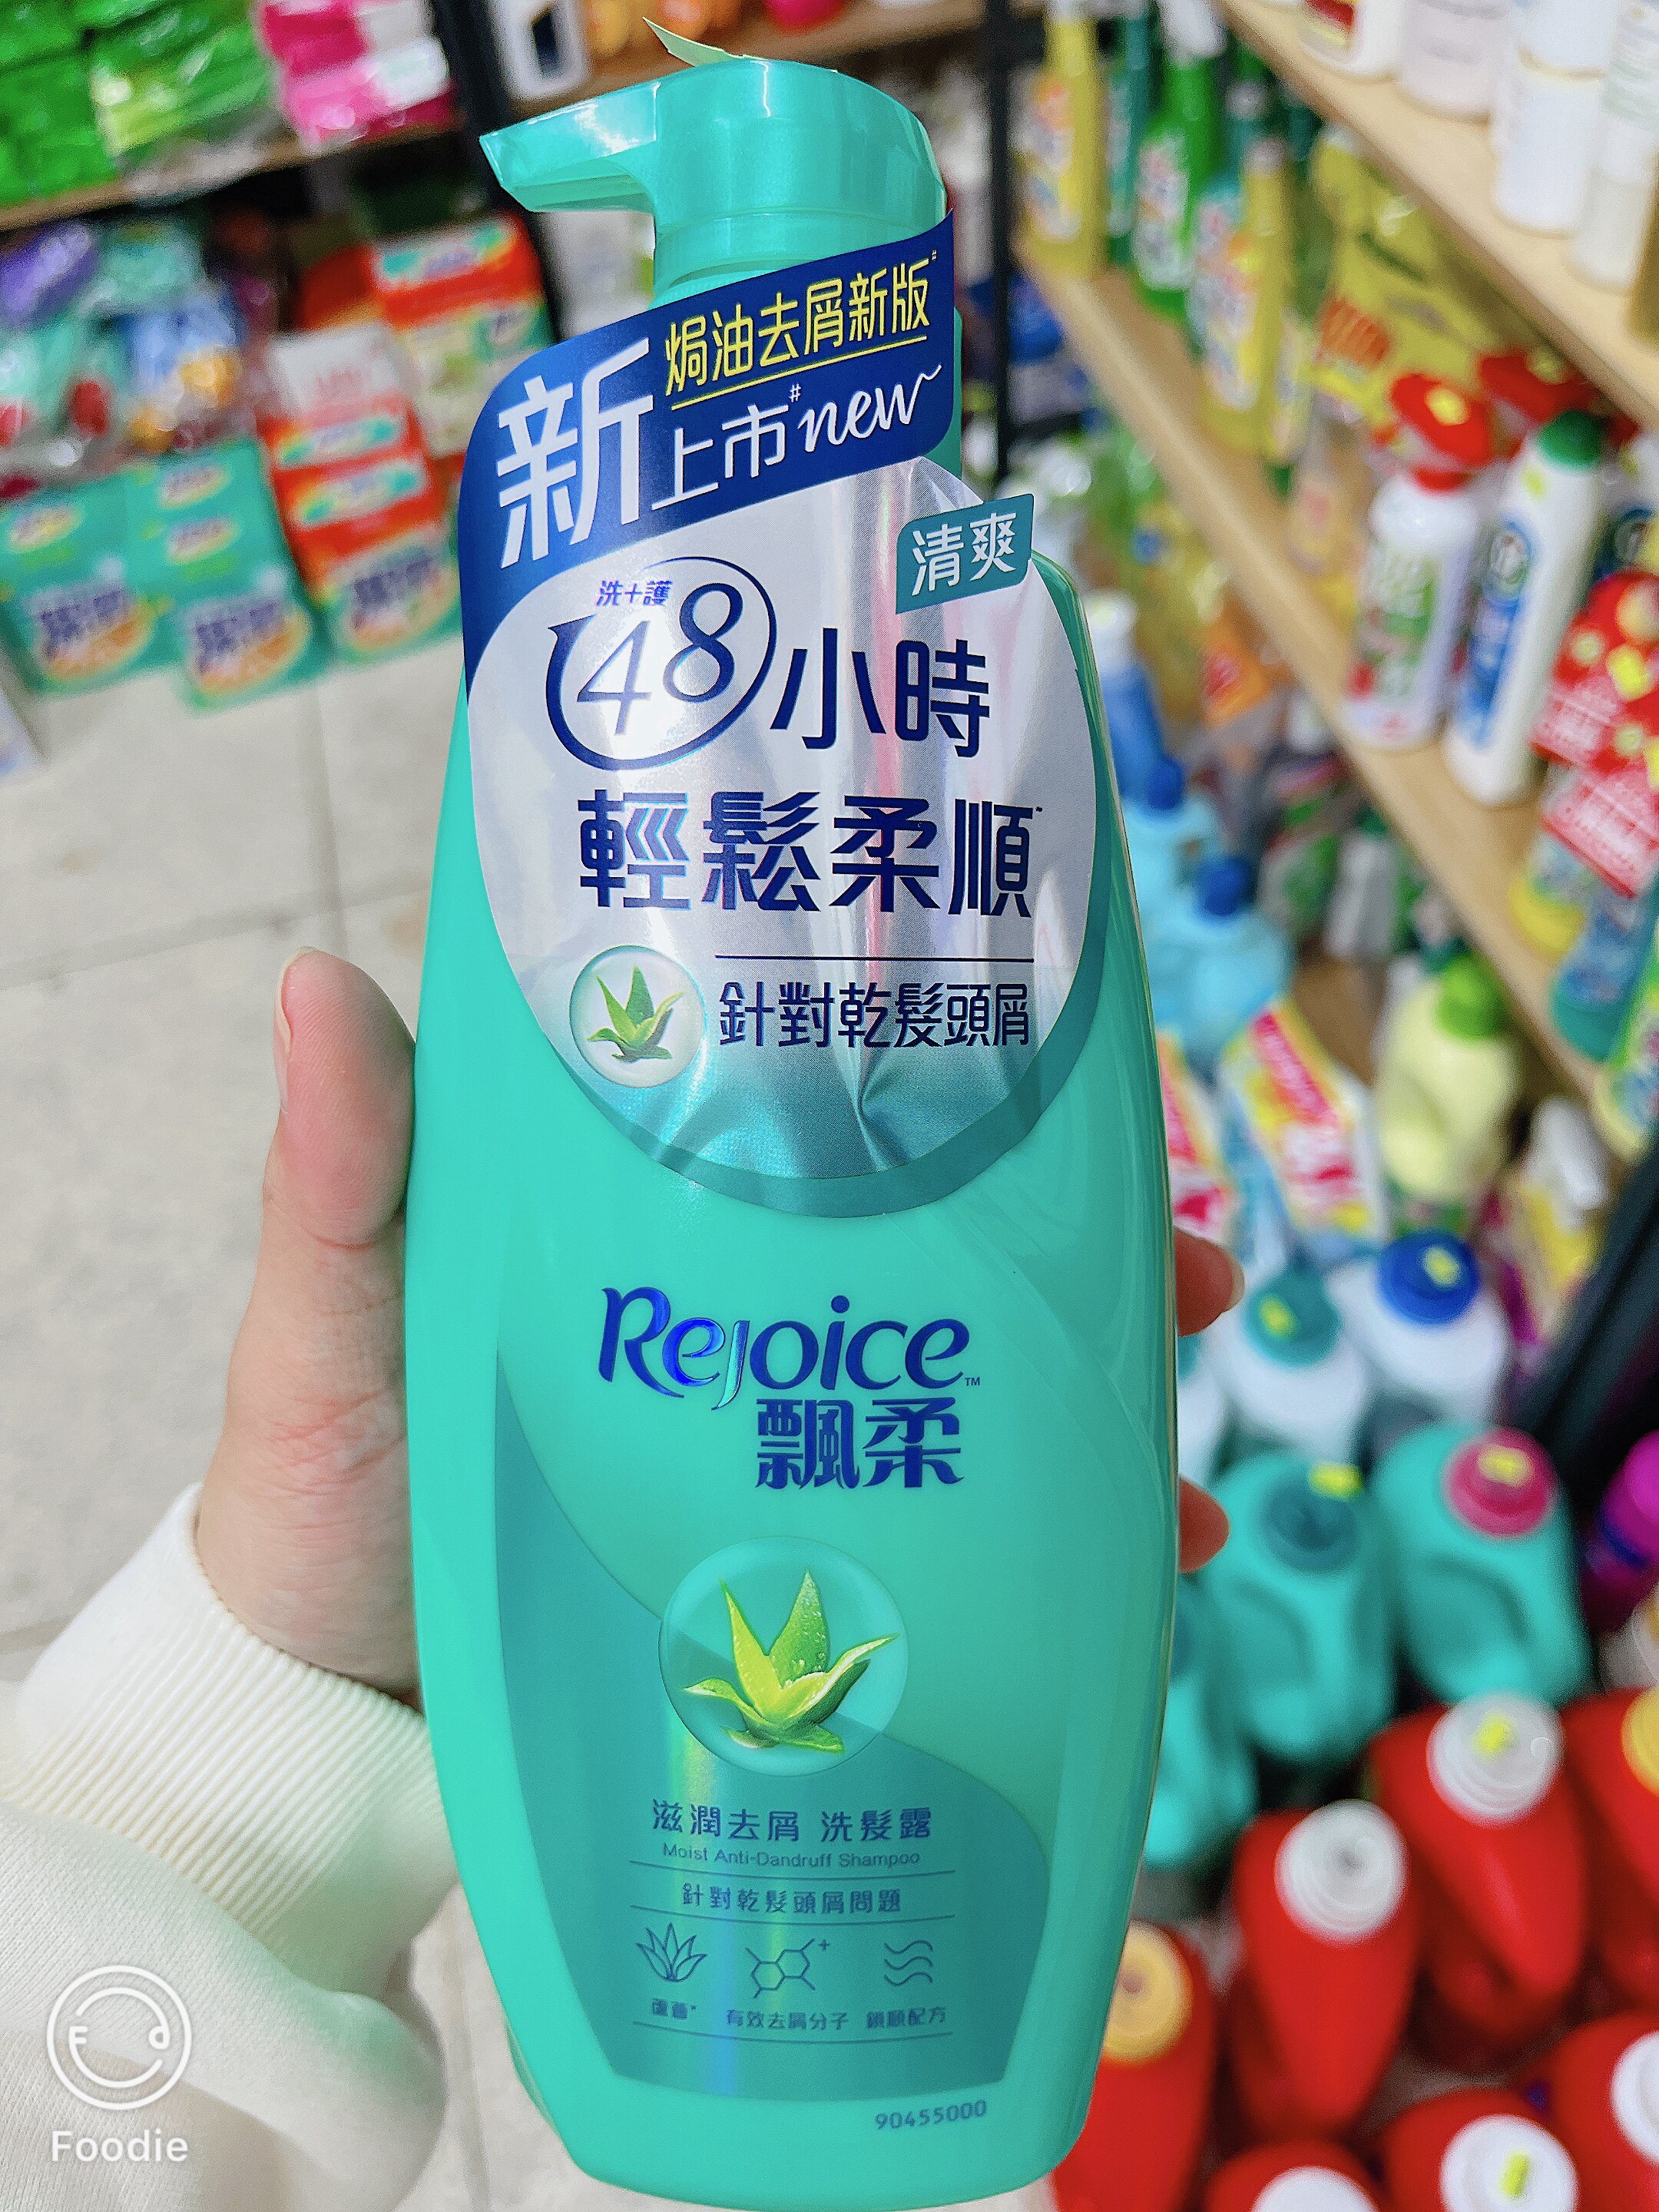 焗油去屑新版#
新上市# new
清爽
洗+護
48小時
輕鬆柔順
針對乾髮頭屑
Rejoice™
飄柔
滋潤去屑 洗髮露
Moist Anti-Dandruff Shampoo
針對乾髮頭屑問題
蘆薈 有效去屑分子 鎖順配方
90455000
Foodie